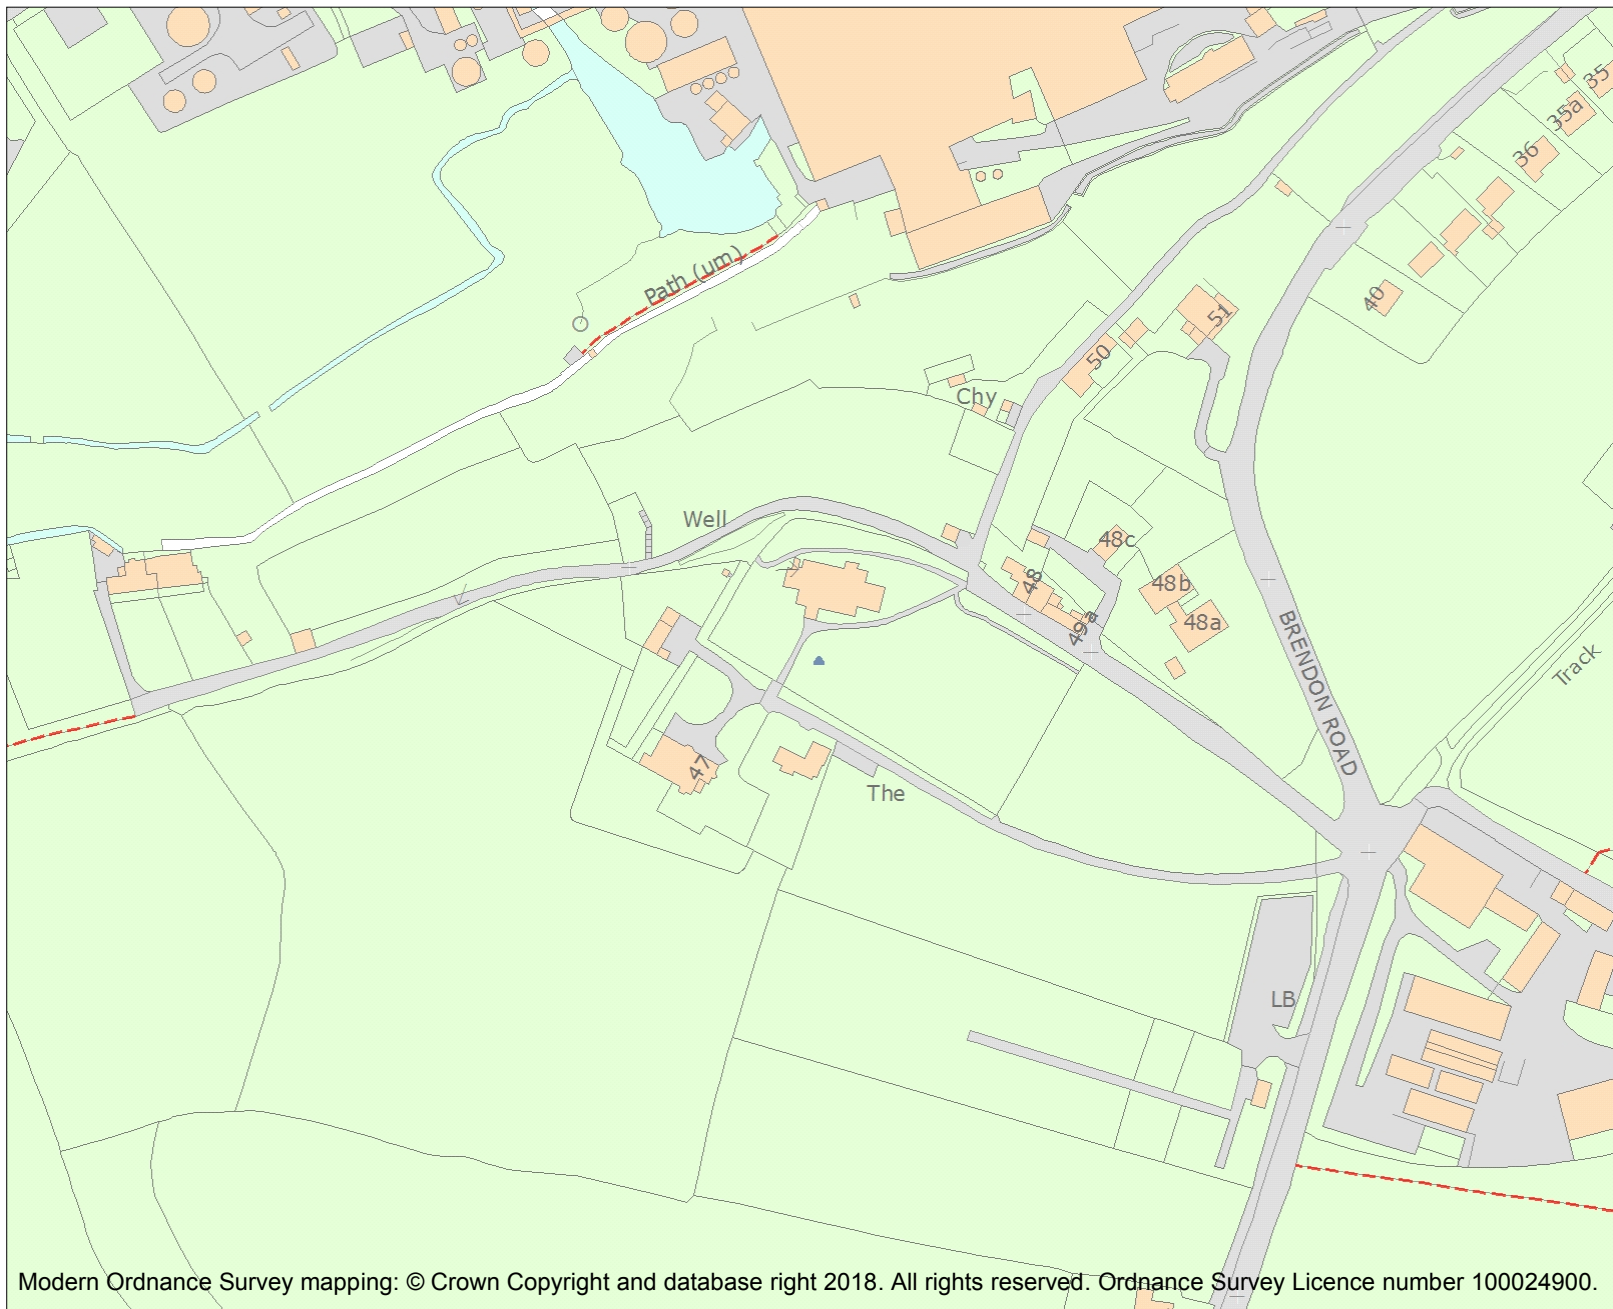 35
35a
36
Path (um)
40
51
50
Chy
Well
48c
48
48b
49a
48a
BRENDON ROAD
Track
47
The
LB
Modern Ordnance Survey mapping: © Crown Copyright and database right 2018. All rights reserved. Ordnance Survey Licence number 100024900.